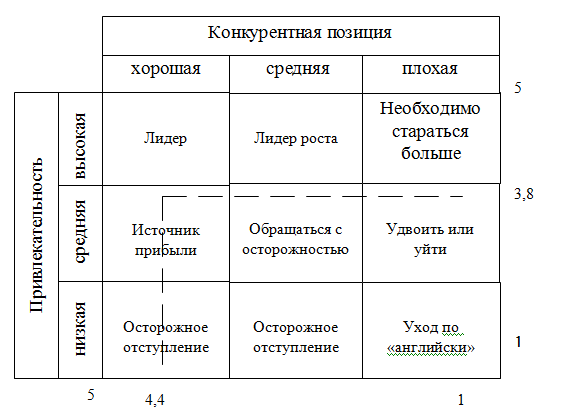 Конкурентная позиция
хорошая
средняя
плохая
5
Привлекательность
высокая
Лидер
Лидер роста
Необходимо
стараться
больше
3,8
средняя
Источник
прибыли
Обращаться с
осторожностью
Удвоить или
уйти
низкая
Осторожное
отступление
Осторожное
отступление
Уход по
«английски»
1
5
4,4
1